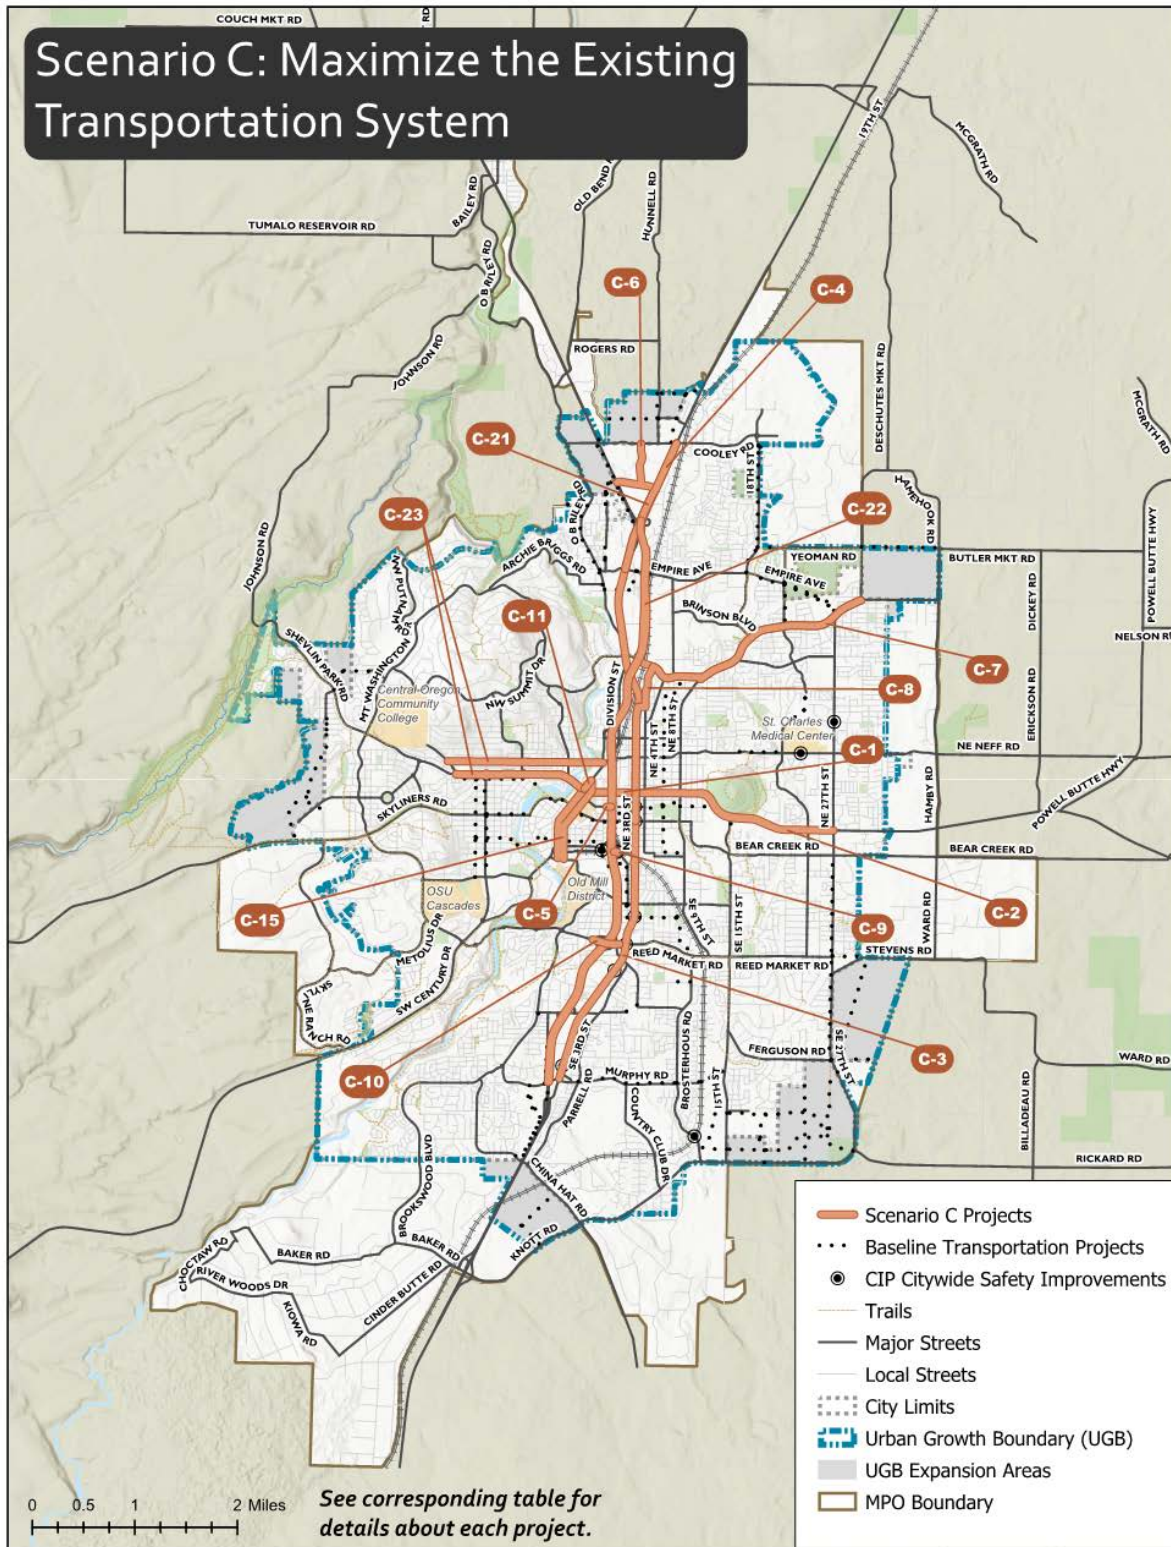 COUCH MKT RD
Scenario C: Maximize the Existing
Transportation System
19TH ST
MCGRATH RD
BAILEY RD
OLD BEND
HUNNELL RD
TUMALO RESERVOIR RD
O B RILEY RD
C-6
C-4
JOHNSON RD
ROGERS RD
DESCHUTES MKT RD
MCGRATH RD
C-21
COOLEY RD
18TH ST
HAMEHOOK RD
C-23
O B RILEY RD
C-22
POWELL BUTTE HWY
ARCHIE BRIGGS RD
YEOMAN RD
BUTLER MKT RD
JOHNSON RD
NW PUTNAM RD
EMPIRE AVE
EMPIRE AVE
DICKEY RD
C-11
BRINSON BLVD
NELSON RD
SHEVLIN PARK RD
MT WASHINGTON DR
C-7
Central Oregon
Community
College
NW SUMMIT DR
DIVISION ST
C-8
ERICKSON RD
NE 4TH ST
NE 8TH ST
St. Charles
Medical Center
C-1
NE NEFF RD
SKYLINERS RD
NE 3RD ST
NE 27TH ST
HAMBY RD
POWELL BUTTE HWY
BEAR CREEK RD
BEAR CREEK RD
OSU
Cascades
Old Mill
District
C-15
C-5
SE 9TH ST
SE 15TH ST
C-9
C-2
WARD RD
METOLIUS DR
STEVENS RD
REED MARKET RD
REED MARKET RD
SW CENTURY DR
SKYLINE RANCH RD
SE 27TH ST
SE 3RD ST
FERGUSON RD
C-3
WARD RD
C-10
MURPHY RD
PARRELL RD
BROSTERHOUS RD
15TH ST
COUNTRY CLUB DR
BILLADEAU RD
BROOKSWOOD BLVD
CHINA HAT RD
RICKARD RD
KNOTT RD
CHOCTAW RD
BAKER RD
BAKER RD
RIVER WOODS DR
CINDER BUTTE RD
KIOWA RD
Scenario C Projects
Baseline Transportation Projects
CIP Citywide Safety Improvements
Trails
Major Streets
Local Streets
City Limits
Urban Growth Boundary (UGB)
UGB Expansion Areas
MPO Boundary
0 0.5 1 2 Miles
See corresponding table for
details about each project.